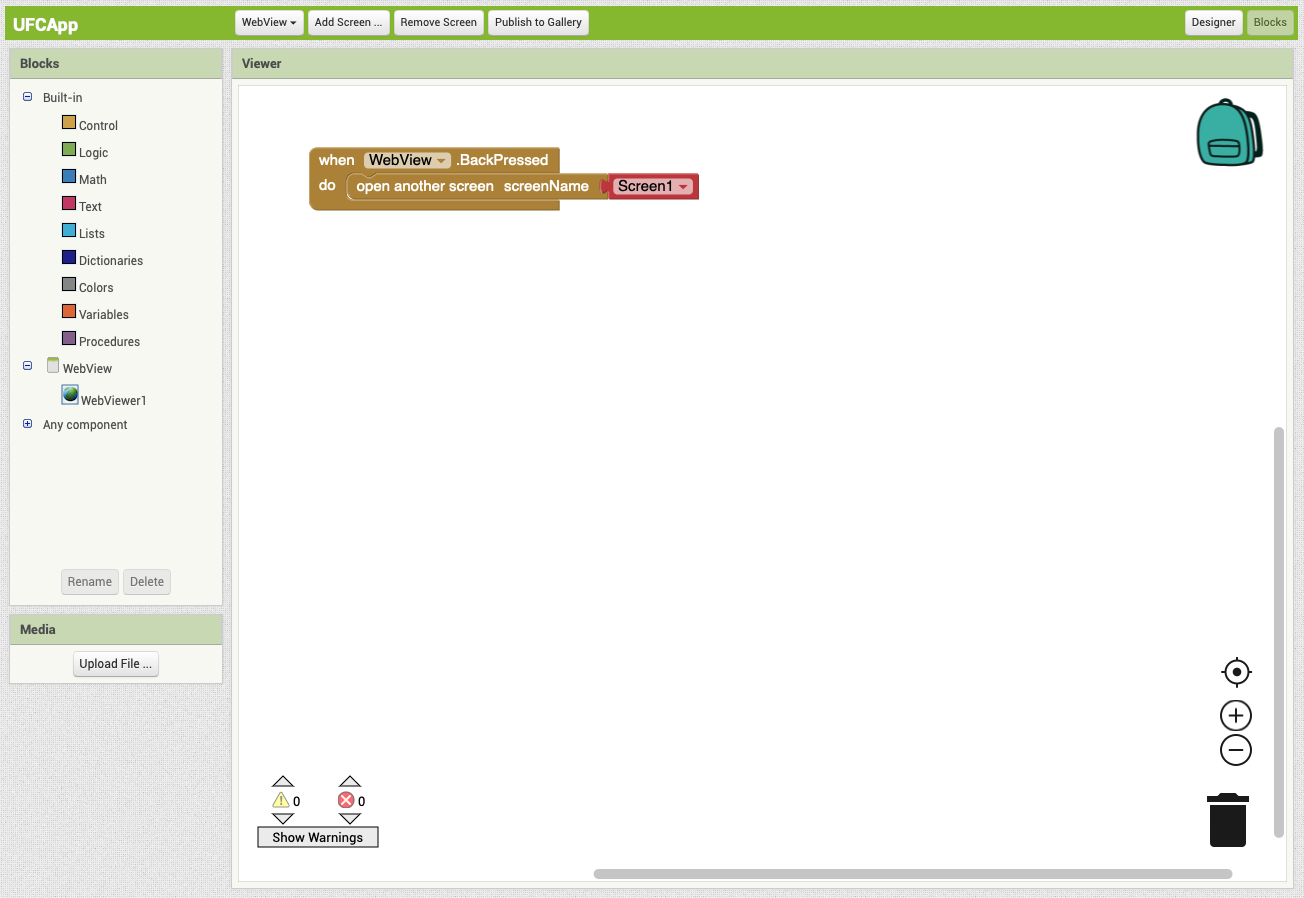 UFCApp
WebView
Add Screen ...
Remove Screen
Publish to Gallery
Designer
Blocks
Blocks
Built-in
Control
Logic
Math
Text
Lists
Dictionaries
Colors
Variables
Procedures
WebView
WebViewer1
Any component
Rename
Delete
Media
Upload File ...
Viewer
when WebView .BackPressed
do open another screen screenName Screen1
0
0
Show Warnings